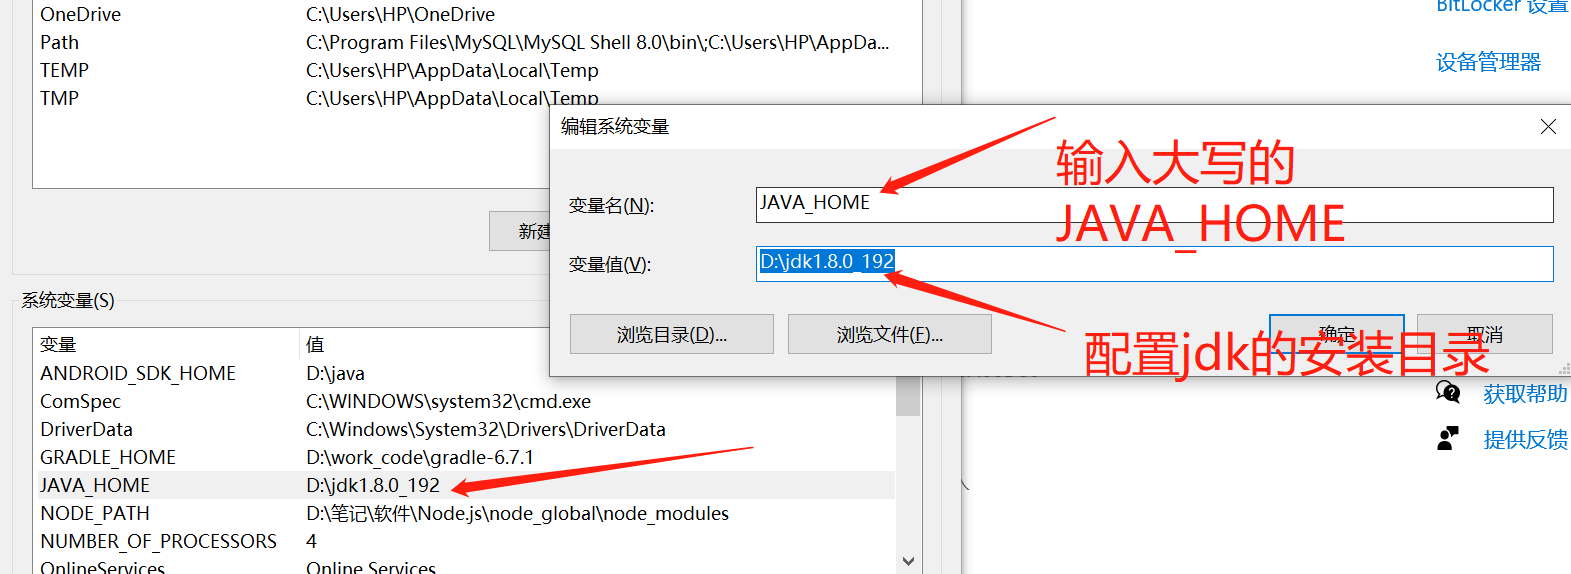 OneDrive C:\Users\HP\OneDrive
Path C:\Program Files\MySQL\MySQL Shell 8.0\bin\;C:\Users\HP\AppDa...
TEMP C:\Users\HP\AppData\Local\Temp
TMP C:\Users\HP\AppData\Local\Temp
BitLocker 设置
设备管理器
编辑系统变量
变量名(N): JAVA_HOME
变量值(V): D:\jdk1.8.0_192
浏览目录(D)... 浏览文件(F)... 确定 取消
输入大写的
JAVA_HOME
配置jdk的安装目录
新建
系统变量(S)
变量 值
ANDROID_SDK_HOME D:\java
ComSpec C:\WINDOWS\system32\cmd.exe
DriverData C:\Windows\System32\Drivers\DriverData
GRADLE_HOME D:\work_code\gradle-6.7.1
JAVA_HOME D:\jdk1.8.0_192
NODE_PATH D:\笔记\软件\Node.js\node_global\node_modules
NUMBER_OF_PROCESSORS 4
OnlineServices Online Services
获取帮助
提供反馈